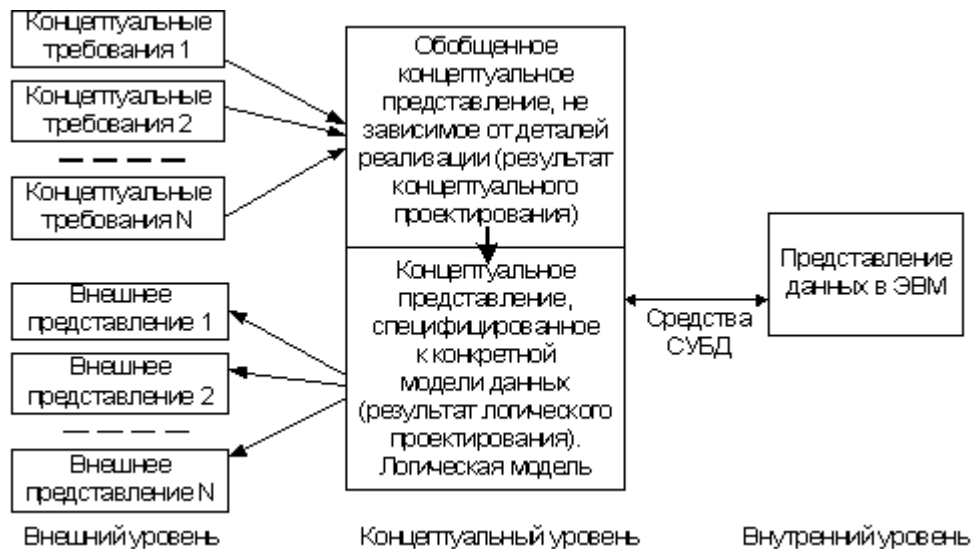 Концептуальные
требования 1
Концептуальные
требования 2
Концептуальные
требования N
Внешнее
представление 1
Внешнее
представление 2
Внешнее
представление N
Внешний уровень
Обобщенное
концептуальное
представление, не
зависимое от деталей
реализации (результат
концептуального
проектирования)
Концептуальное
представление,
специфицированное
к конкретной
модели данных
(результат логического
проектирования).
Логическая модель
Концептуальный уровень
Средства
СУБД
Представление
данных в ЭВМ
Внутренний уровень